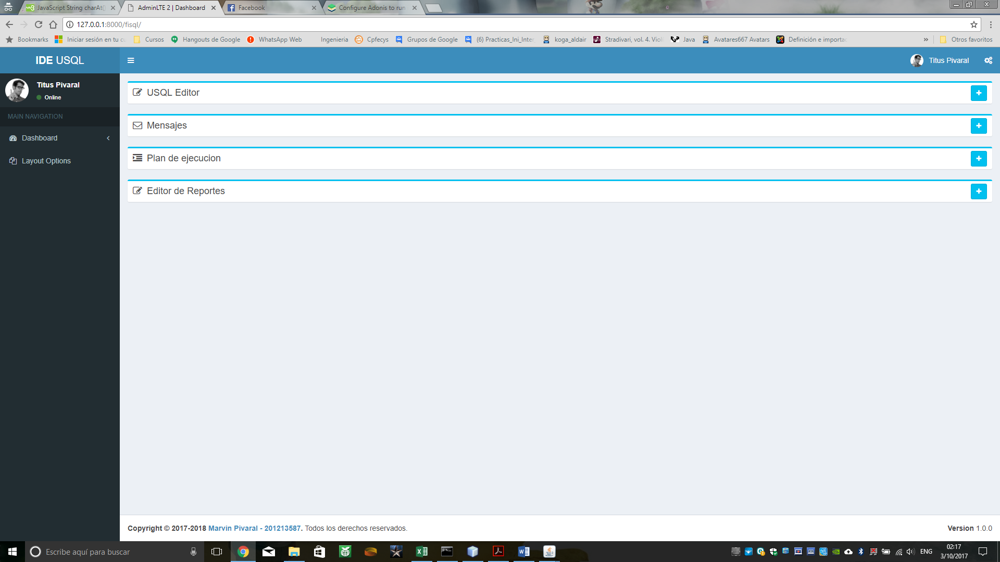 JavaScript String charAt()
AdminLTE 2 | Dashboard
Facebook
Configure Adonis to run
127.0.0.1:8000/fisql/
Bookmarks
Iniciar sesión en tu cu
Cursos
Hangouts de Google
WhatsApp Web
Ingenieria
Cpfecys
Grupos de Google
(6) Practicas_Ini_Inter
koga_aldair
Stradivari, vol. 4. Viol
Java
Avatares667 Avatars
Definición e importac
»
Otros favoritos
IDE USQL
Titus Pivaral
Titus Pivaral
Online
MAIN NAVIGATION
Dashboard
Layout Options
USQL Editor
Mensajes
Plan de ejecucion
Editor de Reportes
Copyright © 2017-2018 Marvin Pivaral - 201213587. Todos los derechos reservados.
Version 1.0.0
Escribe aquí para buscar
ENG
02:17
3/10/2017